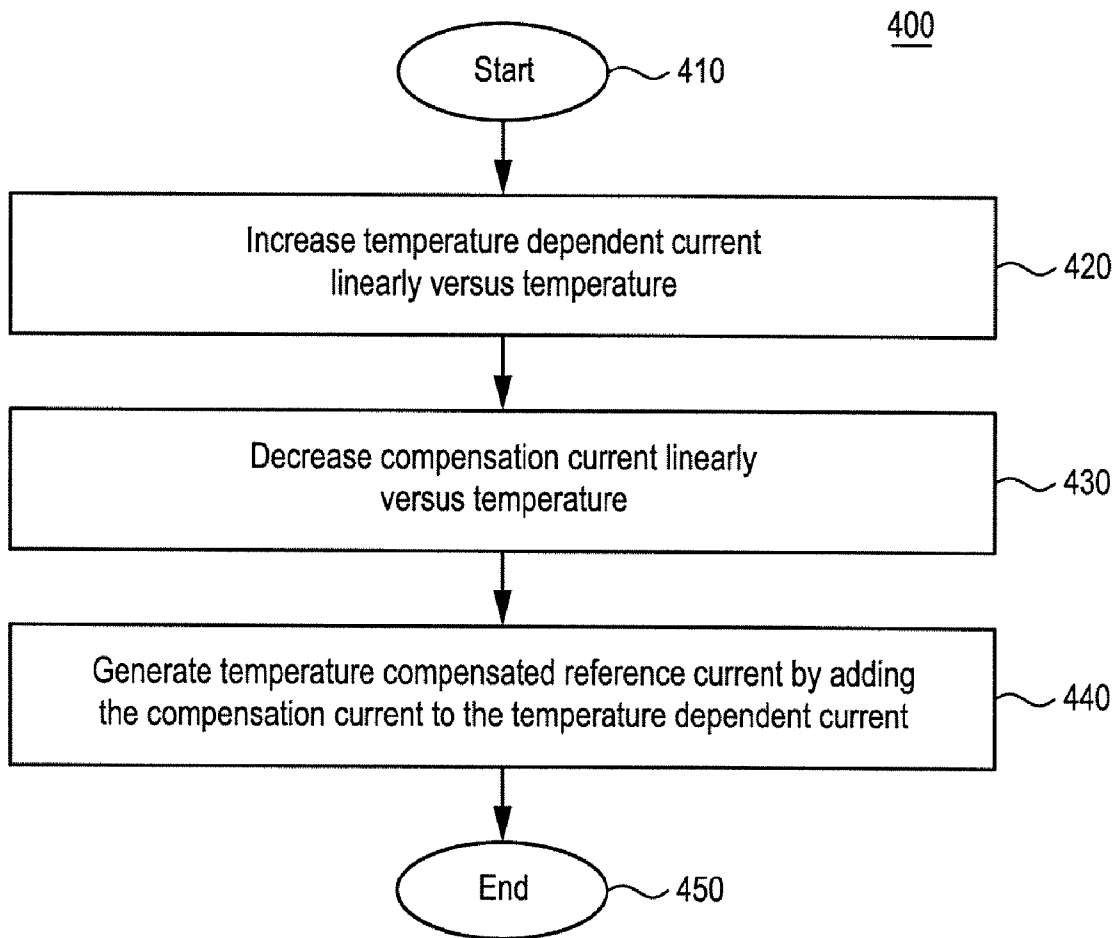 400
Start
410
Increase temperature dependent current
linearly versus temperature
420
Decrease compensation current linearly
versus temperature
430
Generate temperature compensated reference current by adding
the compensation current to the temperature dependent current
440
End
450